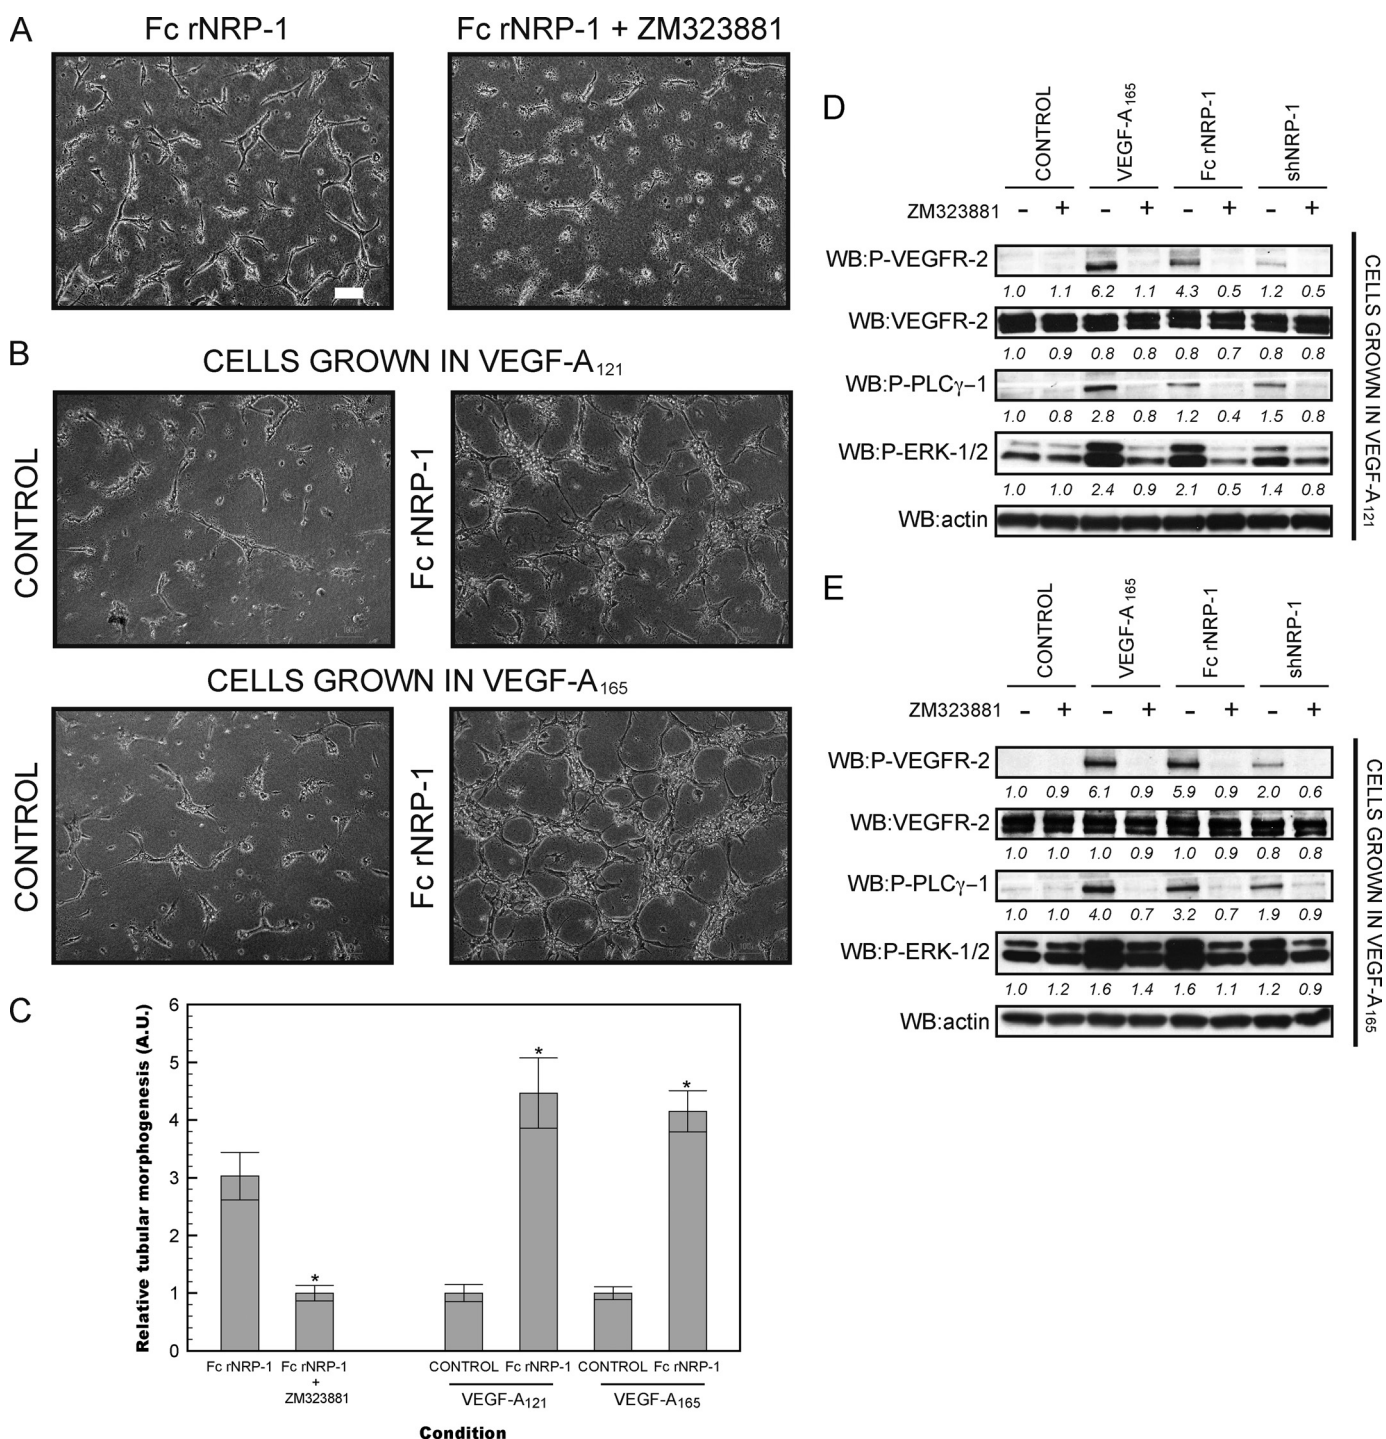 A
Fc rNRP-1
Fc rNRP-1 + ZM323881
B
CELLS GROWN IN VEGF-A121
CONTROL
Fc rNRP-1
CELLS GROWN IN VEGF-A165
CONTROL
Fc rNRP-1
C
Relative tubular morphogenesis (A.U.)
6
5
4
3
2
1
0
*
*
*
Fc rNRP-1
Fc rNRP-1
+
ZM323881
CONTROL Fc rNRP-1 CONTROL Fc rNRP-1
VEGF-A121
VEGF-A165
Condition
D
CONTROL
VEGF-A165
Fc rNRP-1
shNRP-1
ZM323881 - + - + - + - +
WB:P-VEGFR-2
1.0 1.1 6.2 1.1 4.3 0.5 1.2 0.5
WB:VEGFR-2
1.0 0.9 0.8 0.8 0.8 0.7 0.8 0.8
WB:P-PLCγ–1
1.0 0.8 2.8 0.8 1.2 0.4 1.5 0.8
WB:P-ERK-1/2
1.0 1.0 2.4 0.9 2.1 0.5 1.4 0.8
WB:actin
CELLS GROWN IN VEGF-A121
E
CONTROL
VEGF-A165
Fc rNRP-1
shNRP-1
ZM323881 - + - + - + - +
WB:P-VEGFR-2
1.0 0.9 6.1 0.9 5.9 0.9 2.0 0.6
WB:VEGFR-2
1.0 1.0 1.0 0.9 1.0 0.9 0.8 0.8
WB:P-PLCγ–1
1.0 1.0 4.0 0.7 3.2 0.7 1.9 0.9
WB:P-ERK-1/2
1.0 1.2 1.6 1.4 1.6 1.1 1.2 0.9
WB:actin
CELLS GROWN IN VEGF-A165